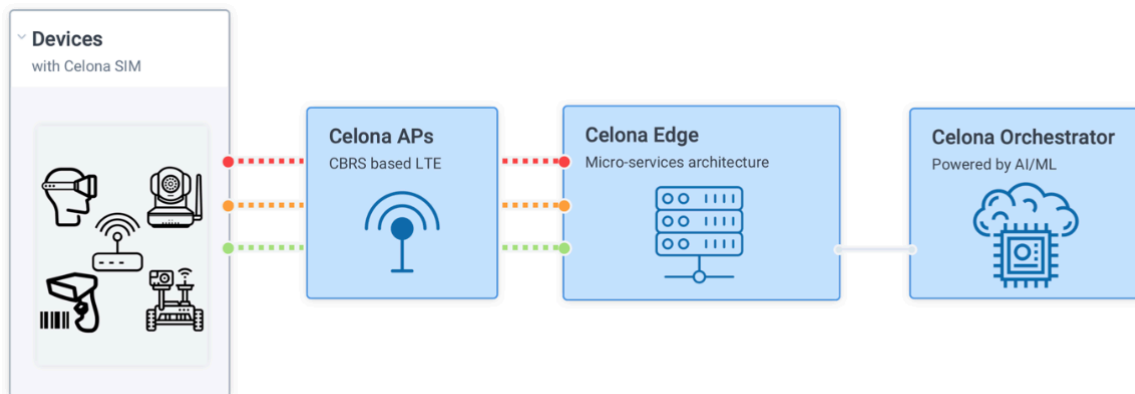 Devices
with Celona SIM
Celona APs
CBRS based LTE
Celona Edge
Micro-services architecture
Celona Orchestrator
Powered by AI/ML